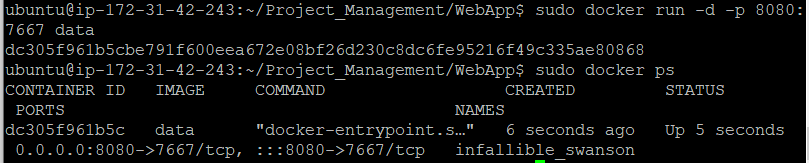 ubuntu@ip-172-31-42-243:~/Project_Management/WebApp$ sudo docker run -d -p 8080:
7667 data
dc305f961b5cbe791f600eea672e08bf26d230c8dc6fe95216f49c335ae80868
ubuntu@ip-172-31-42-243:~/Project_Management/WebApp$ sudo docker ps
CONTAINER ID   IMAGE     COMMAND                  CREATED         STATUS
 PORTS                                       NAMES
dc305f961b5c   data      "docker-entrypoint.s…"   6 seconds ago   Up 5 seconds
 0.0.0.0:8080->7667/tcp, :::8080->7667/tcp   infallible_swanson